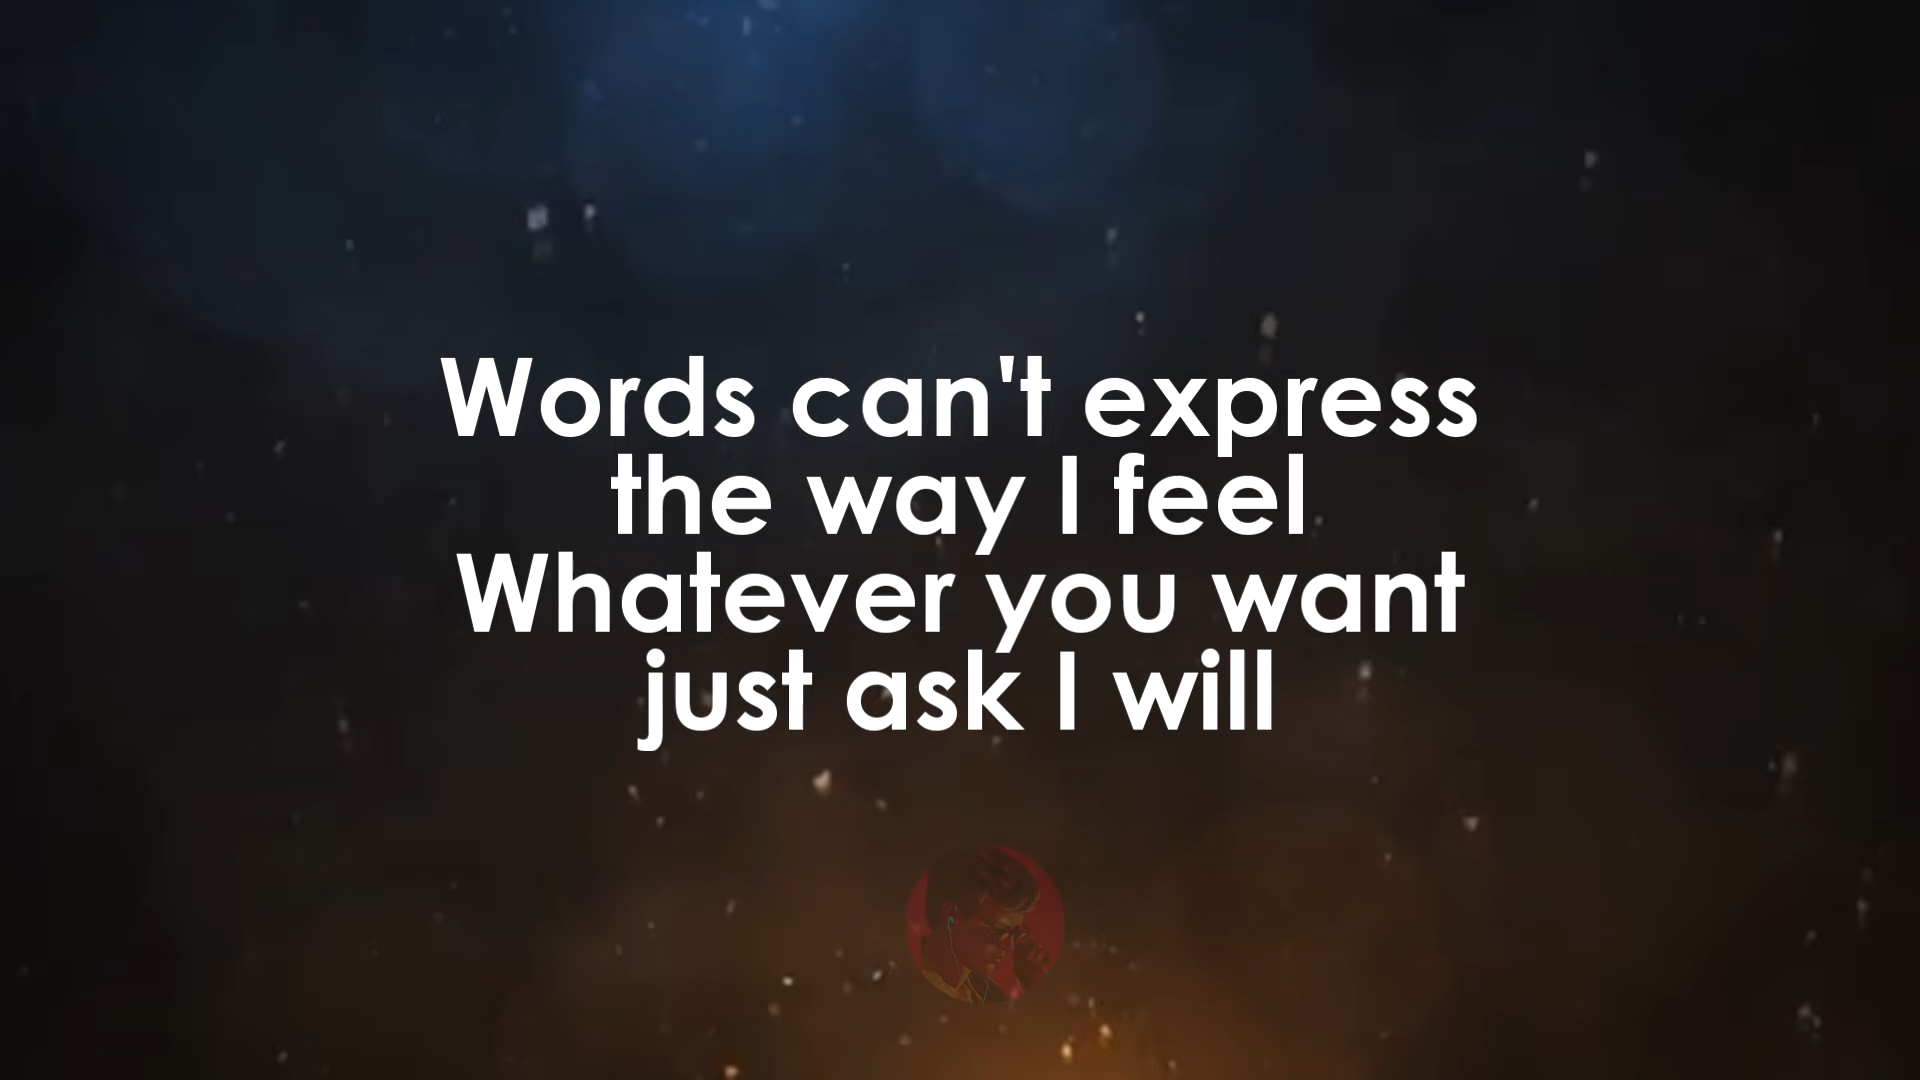 Words can't express
the way I feel
Whatever you want
just ask I will